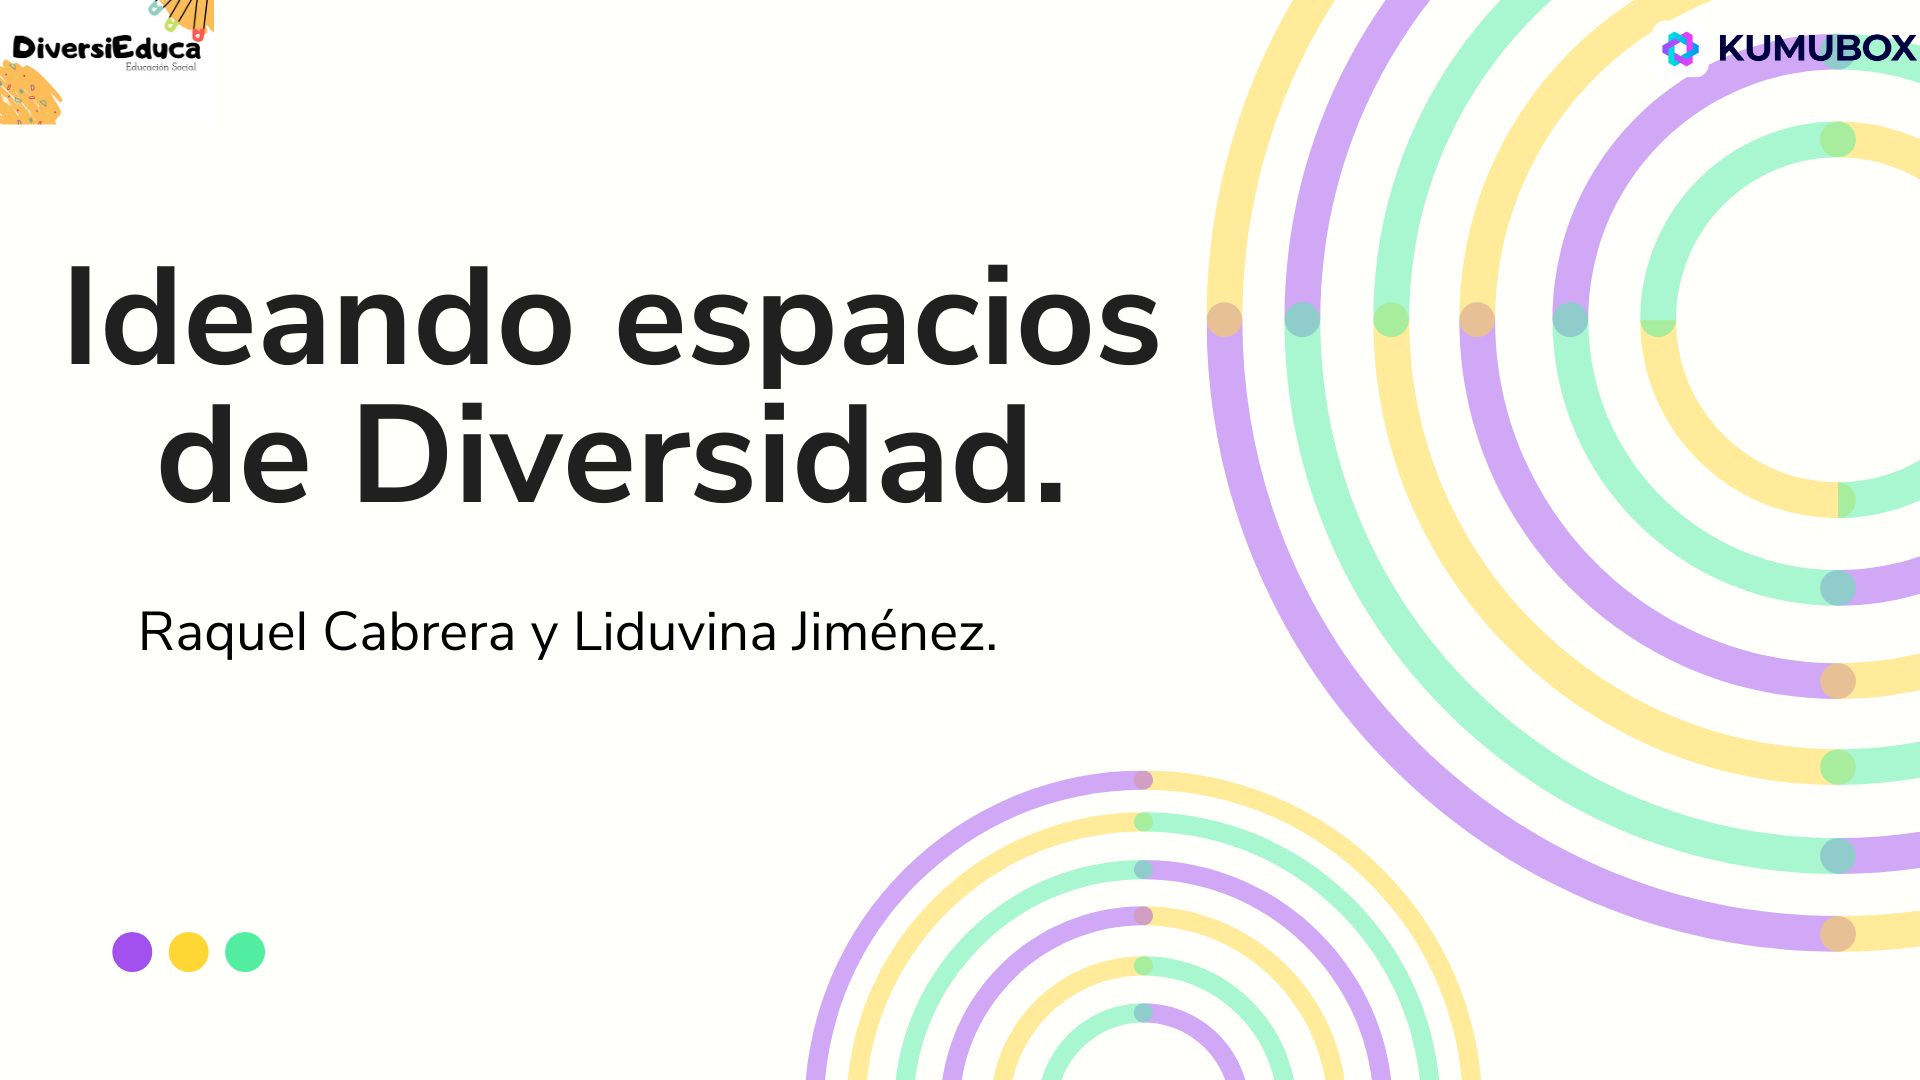 DiversiEduca
Educación Social
KUMUBOX
Ideando espacios
de Diversidad.
Raquel Cabrera y Liduvina Jiménez.